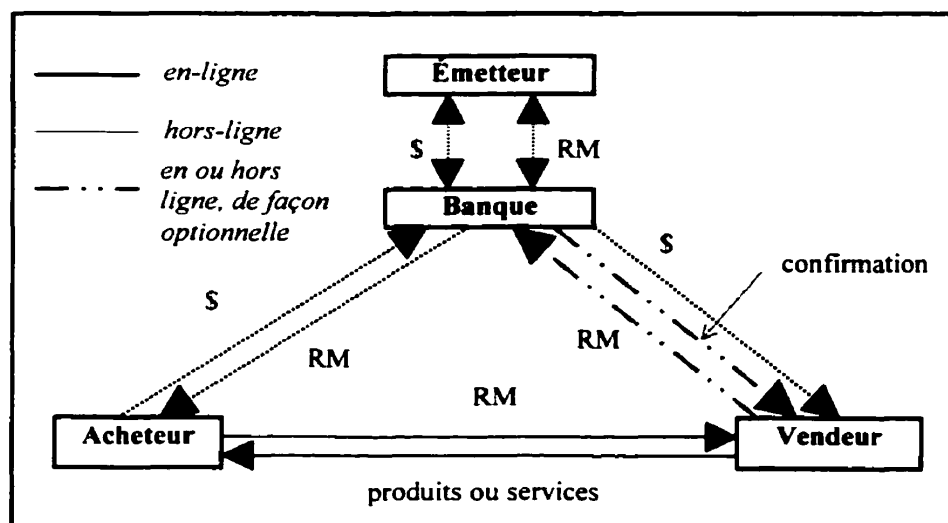 en-ligne
Émetteur
hors-ligne
$
RM
en ou hors
ligne, de façon
optionnelle
Banque
$
confirmation
$
RM
RM
RM
Acheteur
Vendeur
produits ou services